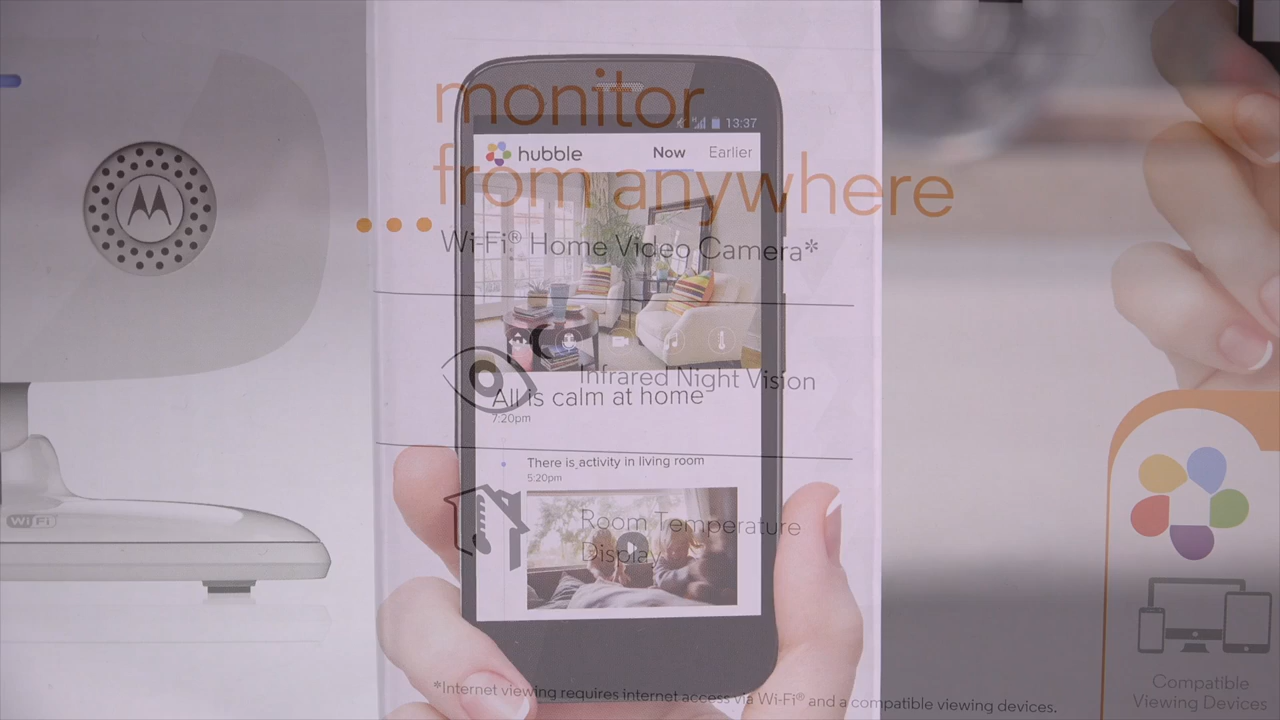 monitor
from anywhere
...
Wi-Fi® Home Video Camera*
13:37
hubble
Now
Earlier
Infrared Night Vision
All is calm at home
7:20pm
There is activity in living room
5:20pm
Room Temperature
Display
WiFi
Compatible
Viewing Devices
*Internet viewing requires internet access via Wi-Fi® and a compatible viewing devices.